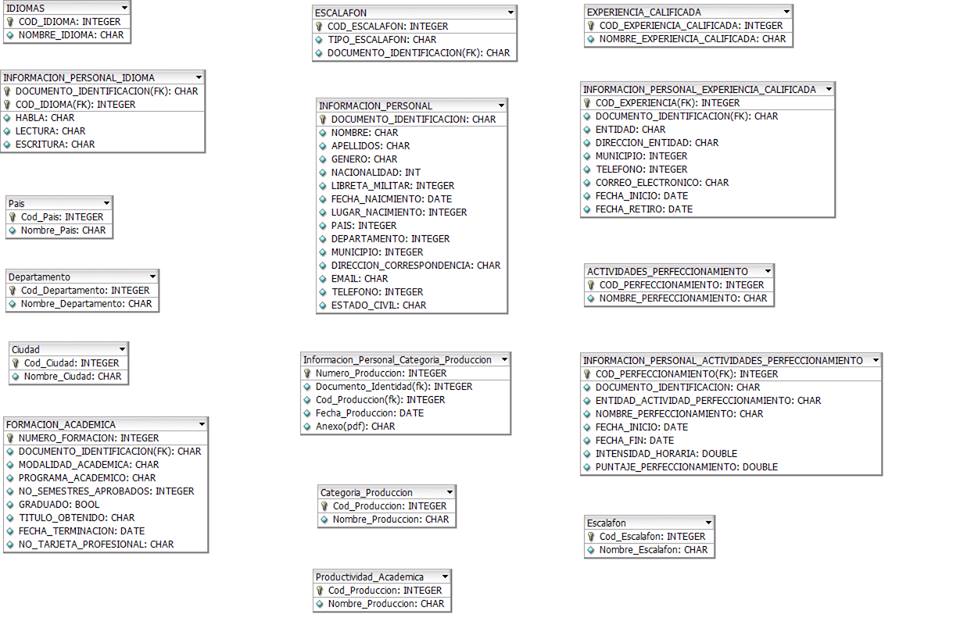 IDIOMAS
COD_IDIOMA: INTEGER
NOMBRE_IDIOMA: CHAR
INFORMACION_PERSONAL_IDIOMA
DOCUMENTO_IDENTIFICACION(FK): CHAR
COD_IDIOMA(FK): INTEGER
HABLA: CHAR
LECTURA: CHAR
ESCRITURA: CHAR
Pais
Cod_Pais: INTEGER
Nombre_Pais: CHAR
Departamento
Cod_Departamento: INTEGER
Nombre_Departamento: CHAR
Ciudad
Cod_Ciudad: INTEGER
Nombre_Ciudad: CHAR
FORMACION_ACADEMICA
NUMERO_FORMACION: INTEGER
DOCUMENTO_IDENTIFICACION(FK): CHAR
MODALIDAD_ACADEMICA: CHAR
PROGRAMA_ACADEMICO: CHAR
NO_SEMESTRES_APROBADOS: INTEGER
GRADUADO: BOOL
TITULO_OBTENIDO: CHAR
FECHA_TERMINACION: DATE
NO_TARJETA_PROFESIONAL: CHAR
ESCALAFON
COD_ESCALAFON: INTEGER
TIPO_ESCALAFON: CHAR
DOCUMENTO_IDENTIFICACION(FK): CHAR
INFORMACION_PERSONAL
DOCUMENTO_IDENTIFICACION: CHAR
NOMBRE: CHAR
APELLIDOS: CHAR
GENERO: CHAR
NACIONALIDAD: INT
LIBRETA_MILITAR: INTEGER
FECHA_NAICMIENTO: DATE
LUGAR_NACIMIENTO: INTEGER
PAIS: INTEGER
DEPARTAMENTO: INTEGER
MUNICIPIO: INTEGER
DIRECCION_CORRESPONDENCIA: CHAR
EMAIL: CHAR
TELEFONO: INTEGER
ESTADO_CIVIL: CHAR
Informacion_Personal_Categoria_Produccion
Numero_Produccion: INTEGER
Documento_Identidad(fk): INTEGER
Cod_Produccion(fk): INTEGER
Fecha_Produccion: DATE
Anexo(pdf): CHAR
Categoria_Produccion
Cod_Produccion: INTEGER
Nombre_Produccion: CHAR
Productividad_Academica
Cod_Produccion: INTEGER
Nombre_Produccion: CHAR
EXPERIENCIA_CALIFICADA
COD_EXPERIENCIA_CALIFICADA: INTEGER
NOMBRE_EXPERIENCIA_CALIFICADA: CHAR
INFORMACION_PERSONAL_EXPERIENCIA_CALIFICADA
COD_EXPERIENCIA(FK): INTEGER
DOCUMENTO_IDENTIFICACION(FK): CHAR
ENTIDAD: CHAR
DIRECCION_ENTIDAD: CHAR
MUNICIPIO: INTEGER
TELEFONO: INTEGER
CORREO_ELECTRONICO: CHAR
FECHA_INICIO: DATE
FECHA_RETIRO: DATE
ACTIVIDADES_PERFECCIONAMIENTO
COD_PERFECCIONAMIENTO: INTEGER
NOMBRE_PERFECCIONAMIENTO: CHAR
INFORMACION_PERSONAL_ACTIVIDADES_PERFECCIONAMIENTO
COD_PERFECCIONAMIENTO(FK): INTEGER
DOCUMENTO_IDENTIFICACION: CHAR
ENTIDAD_ACTIVIDAD_PERFECCIONAMIENTO: CHAR
NOMBRE_PERFECCIONAMIENTO: CHAR
FECHA_INICIO: DATE
FECHA_FIN: DATE
INTENSIDAD_HORARIA: DOUBLE
PUNTAJE_PERFECCIONAMIENTO: DOUBLE
Escalafon
Cod_Escalafon: INTEGER
Nombre_Escalafon: CHAR